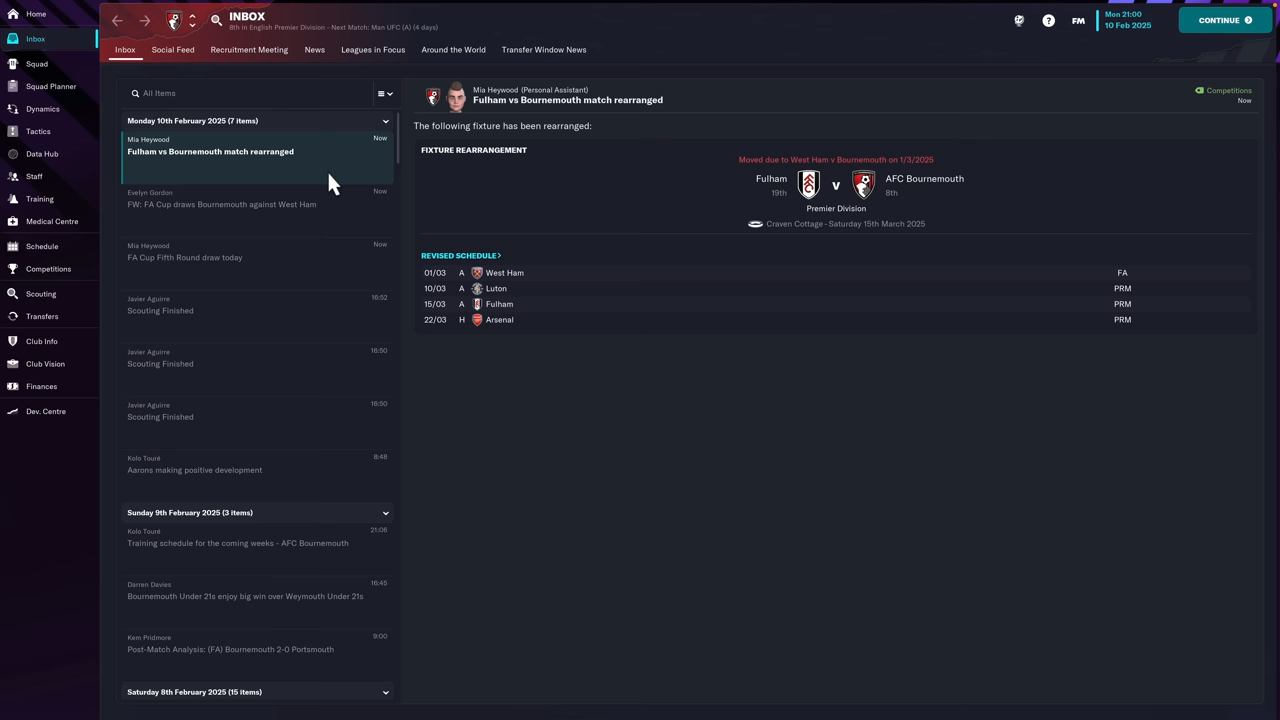 Home
Inbox
Squad
Squad Planner
Dynamics
Tactics
Data Hub
Staff
Training
Medical Centre
Schedule
Competitions
Scouting
Transfers
Club Info
Club Vision
Finances
Dev. Centre
INBOX
8th in English Premier Division - Next Match: Man UFC (A) (4 days)
FM
Mon 21:00
10 Feb 2025
CONTINUE
Inbox Social Feed Recruitment Meeting News Leagues in Focus Around the World Transfer Window News
All Items
Monday 10th February 2025 (7 items)
Mia Heywood Now
Fulham vs Bournemouth match rearranged
Evelyn Gordon Now
FW: FA Cup draws Bournemouth against West Ham
Mia Heywood Now
FA Cup Fifth Round draw today
Javier Aguirre 16:52
Scouting Finished
Javier Aguirre 16:50
Scouting Finished
Javier Aguirre 16:50
Scouting Finished
Kolo Touré 8:48
Aarons making positive development
Sunday 9th February 2025 (3 items)
Kolo Touré 21:06
Training schedule for the coming weeks - AFC Bournemouth
Darren Davies 16:45
Bournemouth Under 21s enjoy big win over Weymouth Under 21s
Kem Pridmore 9:00
Post-Match Analysis: (FA) Bournemouth 2-0 Portsmouth
Saturday 8th February 2025 (15 items)
Mia Heywood (Personal Assistant)
Fulham vs Bournemouth match rearranged
Competitions
Now
The following fixture has been rearranged:
FIXTURE REARRANGEMENT
Moved due to West Ham v Bournemouth on 1/3/2025
Fulham v AFC Bournemouth
19th 8th
Premier Division
Craven Cottage - Saturday 15th March 2025
REVISED SCHEDULE
01/03 A West Ham FA
10/03 A Luton PRM
15/03 A Fulham PRM
22/03 H Arsenal PRM